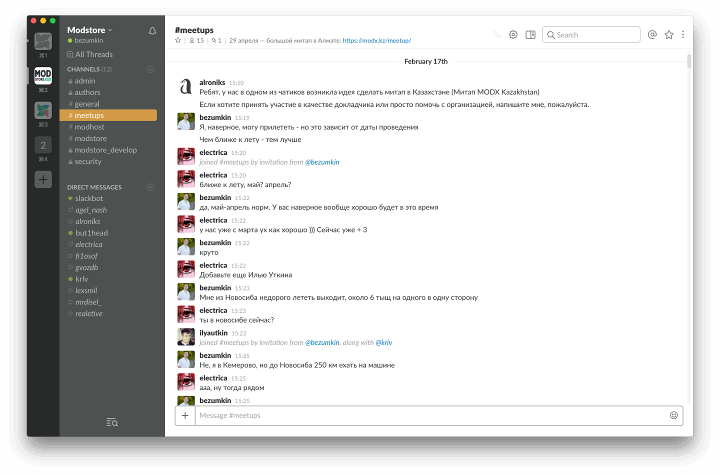 Modstore
bezumkin
All Threads
CHANNELS (12)
# admin
authors
# general
# meetups
# modhost
# modstore
modstore_develop
security
DIRECT MESSAGES
slackbot
agel_nash
alroniks
but1head
electrica
fi1osof
gvozdb
krlv
lexsmil
mrdisel_
realetive
⌘1
MOD
STORE
⌘2
⌘3
2
⌘4
#meetups
15 | 1 | 29 апреля — большой митап в Алмате: https://modx.kz/meetup/
Search
February 17th
alroniks 15:10
Ребят, у нас в одном из чатиков возникла идея сделать митап в Казахстане (Митап MODX Kazakhstan)
Если хотите принять участие в качестве докладчика или просто помочь с организацией, напишите мне, пожалуйста.
bezumkin 15:19
Я, наверное, могу прилететь - но это зависит от даты проведения
Чем ближе к лету - тем лучше
electrica 15:20
joined #meetups by invitation from @bezumkin
electrica 15:20
ближе к лету, май? апрель?
bezumkin 15:22
да, май-апрель норм. У вас наверное вообще хорошо будет в это время
electrica 15:22
у нас уже с марта ух как хорошо ))) Сейчас уже + 3
bezumkin 15:22
круто
electrica 15:22
Добавьте еще Илью Уткина
bezumkin 15:23
Мне из Новосиба недорого лететь выходит, около 6 тыщ на одного в одну сторону
electrica 15:23
ты в новосибе сейчас?
ilyautkin 15:23
joined #meetups by invitation from @bezumkin, along with @krlv
bezumkin 15:25
Не, я в Кемерово, но до Новосиба 250 км ехать на машине
electrica 15:25
ааа, ну тогда рядом
bezumkin 15:25
Message #meetups